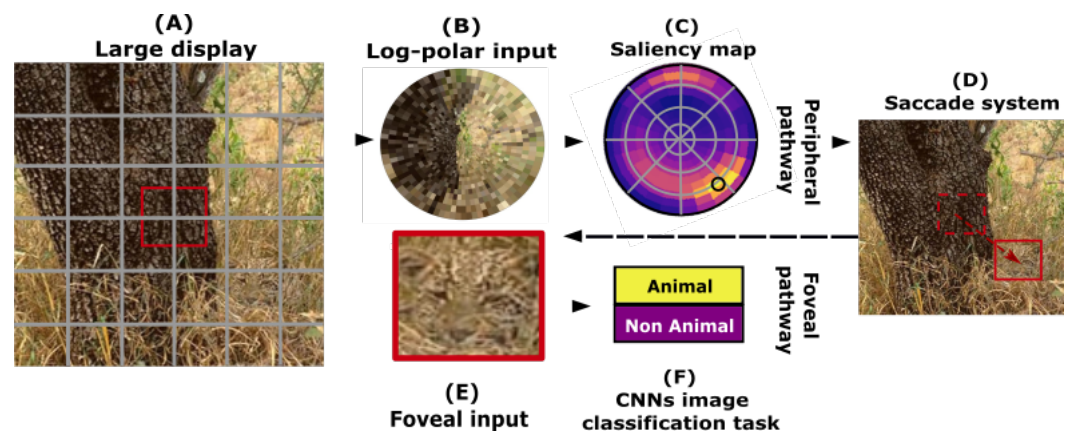 (A)
Large display
(B)
Log-polar input
(C)
Saliency map
Peripheral
pathway
(D)
Saccade system
(E)
Foveal input
Animal
Non Animal
Foveal
pathway
(F)
CNNs image
classification task